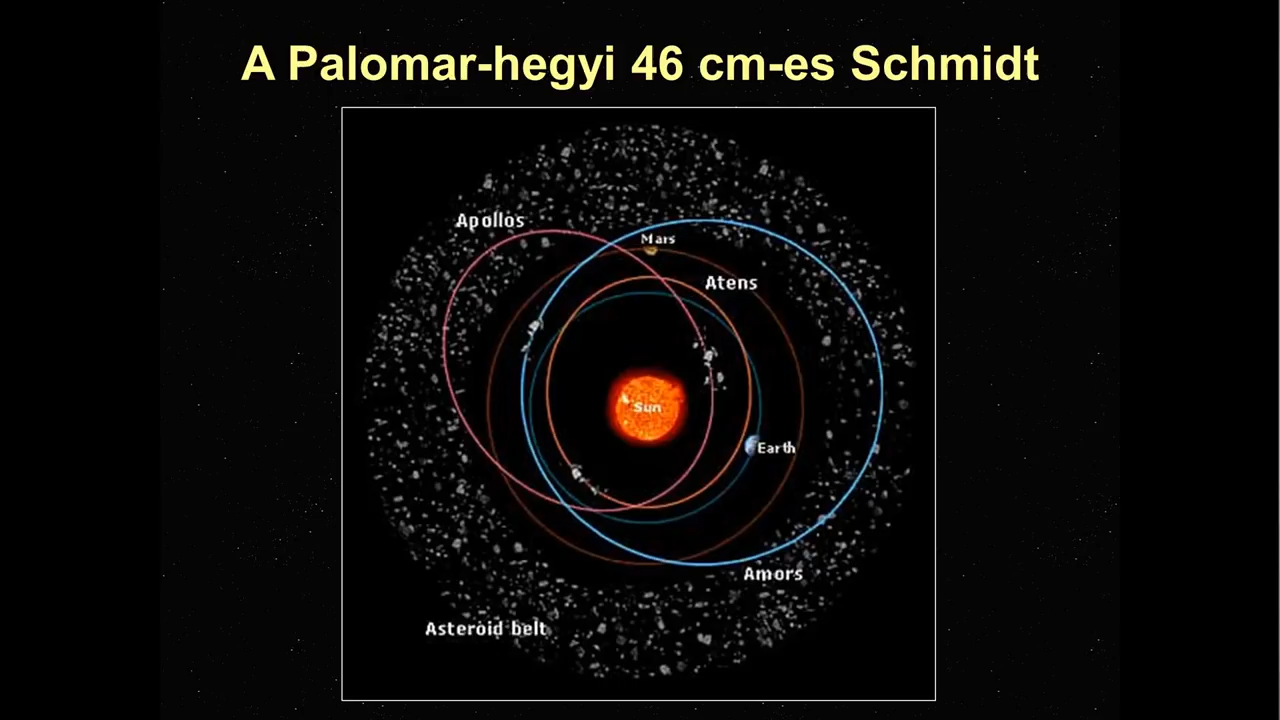 A Palomar-hegyi 46 cm-es Schmidt
Apollos
Mars
Atens
Sun
Earth
Amors
Asteroid belt